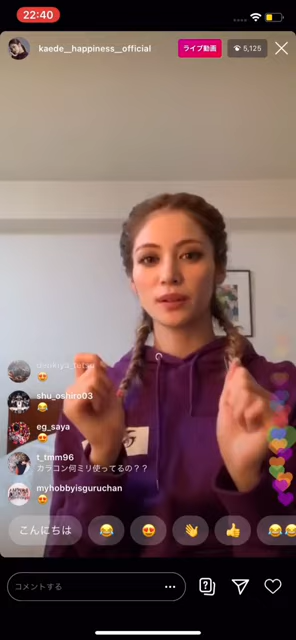 22:40
kaede__happiness__official
ライブ動画
5,125
shu_oshiro03
eg_saya
t_tmm96
カラコン何ミリ使ってるの？？
myhobbyisguruchan
こんにちは
コメントする